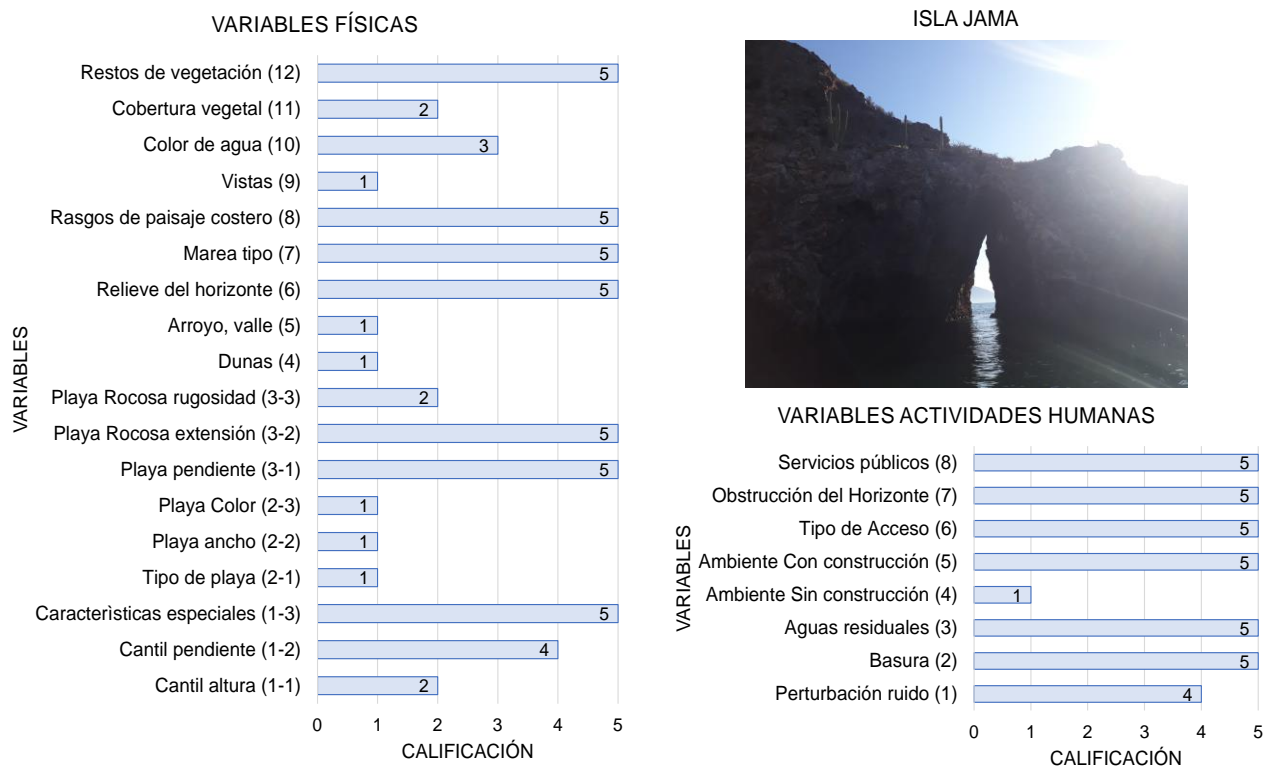 VARIABLES FÍSICAS
Restos de vegetación (12) 5
Cobertura vegetal (11) 2
Color de agua (10) 3
Vistas (9) 1
Rasgos de paisaje costero (8) 5
Marea tipo (7) 5
Relieve del horizonte (6) 5
Arroyo, valle (5) 1
Dunas (4) 1
Playa Rocosa rugosidad (3-3) 2
Playa Rocosa extensión (3-2) 5
Playa pendiente (3-1) 5
Playa Color (2-3) 1
Playa ancho (2-2) 1
Tipo de playa (2-1) 1
Caracterìsticas especiales (1-3) 5
Cantil pendiente (1-2) 4
Cantil altura (1-1) 2
VARIABLES
0 1 2 3 4 5
CALIFICACIÓN
ISLA JAMA
VARIABLES ACTIVIDADES HUMANAS
Servicios públicos (8) 5
Obstrucción del Horizonte (7) 5
Tipo de Acceso (6) 5
Ambiente Con construcción (5) 5
Ambiente Sin construcción (4) 1
Aguas residuales (3) 5
Basura (2) 5
Perturbación ruido (1) 4
VARIABLES
0 1 2 3 4 5
CALIFICACIÓN